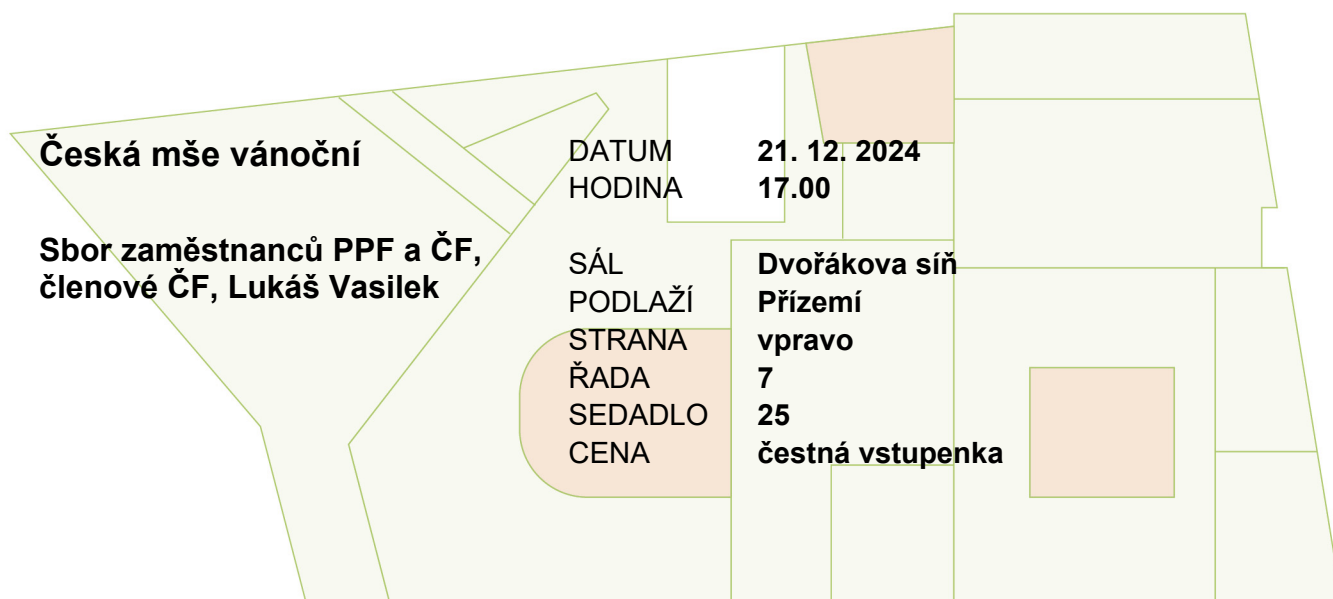 Česká mše vánoční
Sbor zaměstnanců PPF a ČF,
členové ČF, Lukáš Vasilek
DATUM 21. 12. 2024
HODINA 17.00
SÁL Dvořákova síň
PODLAŽÍ Přízemí
STRANA vpravo
ŘADA 7
SEDADLO 25
CENA čestná vstupenka